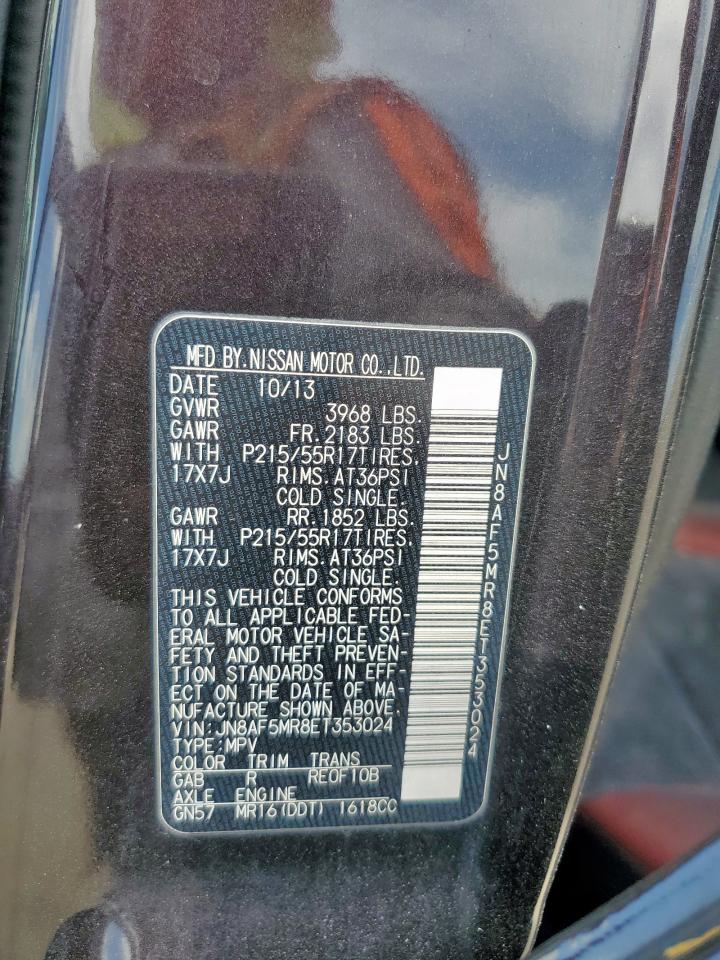 MFD BY.NISSAN MOTOR CO.,LTD.
DATE 10/13
GVWR 3968 LBS.
GAWR FR.2183 LBS.
WITH P215/55R17TIRES.
17X7J RIMS.AT36PSI
COLD SINGLE.
GAWR RR.1852 LBS.
WITH P215/55R17TIRES.
17X7J RIMS.AT36PSI
COLD SINGLE.
THIS VEHICLE CONFORMS
TO ALL APPLICABLE FED-
ERAL MOTOR VEHICLE SA-
FETY AND THEFT PREVEN-
TION STANDARDS IN EFF-
ECT ON THE DATE OF MA-
NUFACTURE SHOWN ABOVE.
VIN:JN8AF5MR8ET353024
TYPE:MPV
COLOR TRIM TRANS
GAB R REOF10B
AXLE ENGINE
GN57 MR16(DDT) 1618CC
JN8AF5MR8ET353024